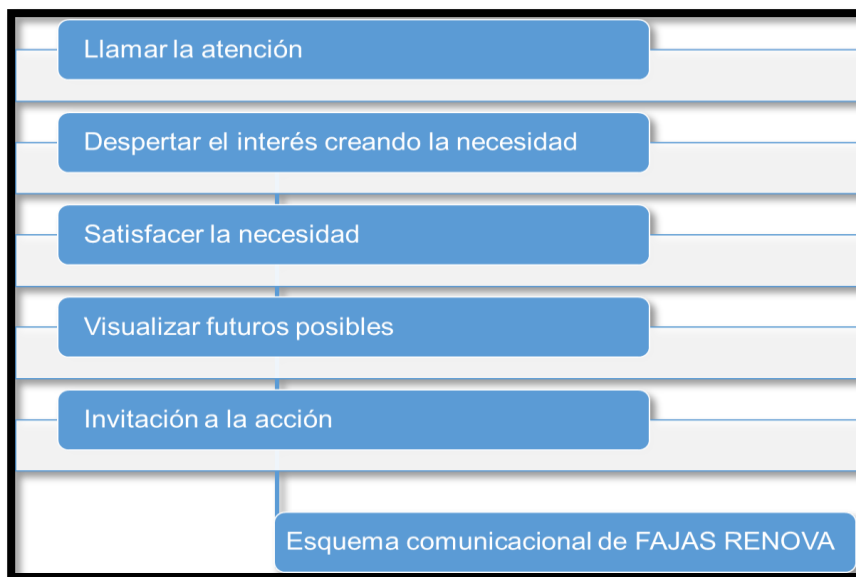 Llamar la atención
Despertar el interés creando la necesidad
Satisfacer la necesidad
Visualizar futuros posibles
Invitación a la acción
Esquema comunicacional de FAJAS RENOVA